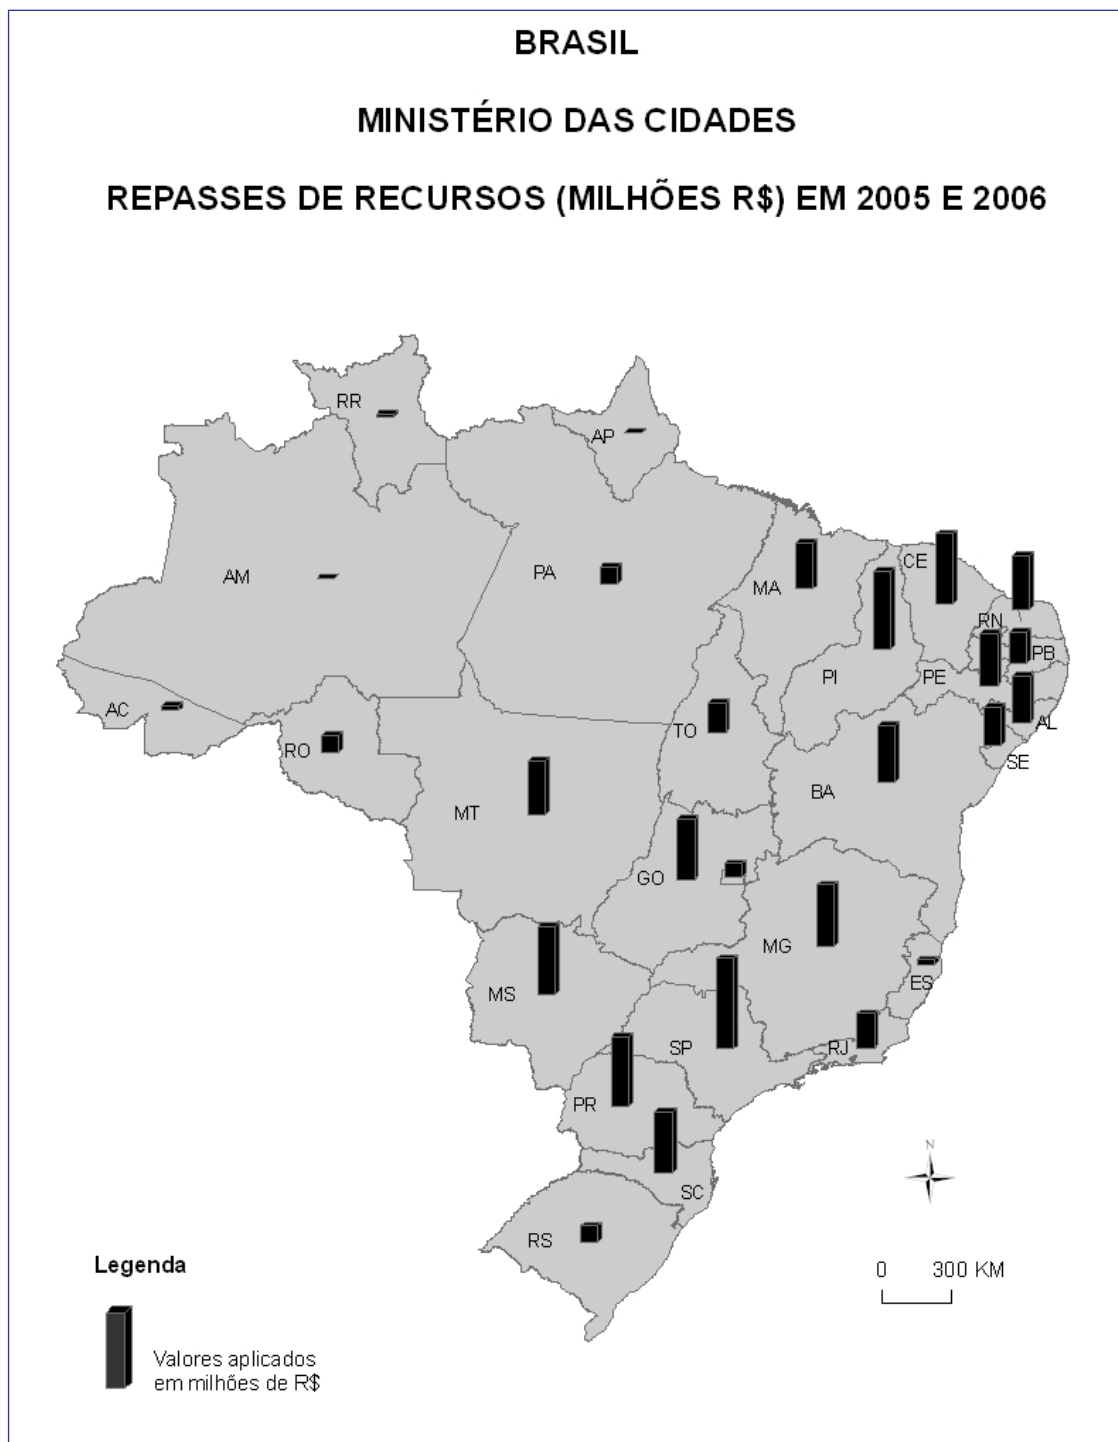 BRASIL
MINISTÉRIO DAS CIDADES
REPASSES DE RECURSOS (MILHÕES R$) EM 2005 E 2006
RR
AP
AM
PA
MA
CE
RN
PB
PI
PE
AC
RO
TO
AL
SE
BA
MT
GO
MG
MS
ES
SP
RJ
PR
SC
RS
N
Legenda
0 300 KM
Valores aplicados
em milhões de R$